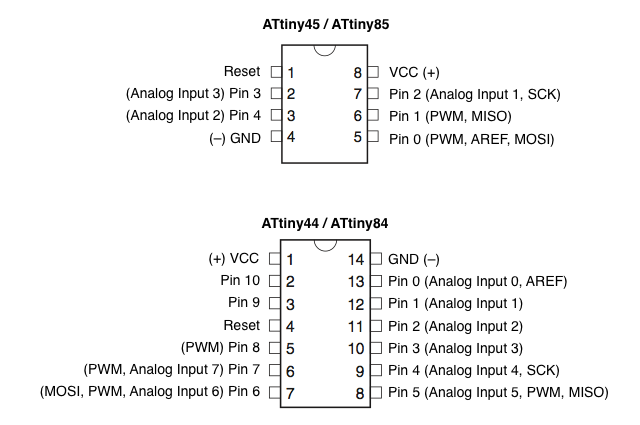 ATtiny45 / ATtiny85
Reset 1 8 VCC (+)
(Analog Input 3) Pin 3 2 7 Pin 2 (Analog Input 1, SCK)
(Analog Input 2) Pin 4 3 6 Pin 1 (PWM, MISO)
(–) GND 4 5 Pin 0 (PWM, AREF, MOSI)
ATtiny44 / ATtiny84
(+) VCC 1 14 GND (–)
Pin 10 2 13 Pin 0 (Analog Input 0, AREF)
Pin 9 3 12 Pin 1 (Analog Input 1)
Reset 4 11 Pin 2 (Analog Input 2)
(PWM) Pin 8 5 10 Pin 3 (Analog Input 3)
(PWM, Analog Input 7) Pin 7 6 9 Pin 4 (Analog Input 4, SCK)
(MOSI, PWM, Analog Input 6) Pin 6 7 8 Pin 5 (Analog Input 5, PWM, MISO)